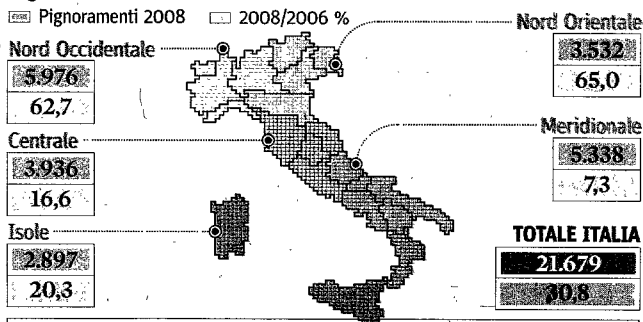 Pignoramenti 2008 2008/2006 %
Nord Occidentale
5.976
62,7
Nord Orientale
3.532
65,0
Centrale
3.936
16,6
Meridionale
5.338
7,3
Isole
2.897
20,3
TOTALE ITALIA
21.679
30,8